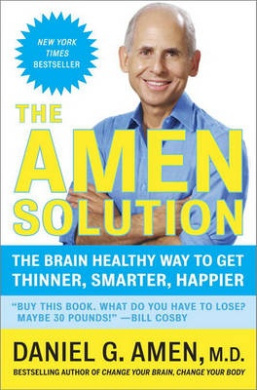 NEW YORK
TIMES
BESTSELLER
THE
AMEN
SOLUTION
THE BRAIN HEALTHY WAY TO GET
THINNER, SMARTER, HAPPIER
"BUY THIS BOOK. WHAT DO YOU HAVE TO LOSE?
MAYBE 30 POUNDS!" —BILL COSBY
DANIEL G. AMEN, M.D.
BESTSELLING AUTHOR OF CHANGE YOUR BRAIN, CHANGE YOUR BODY